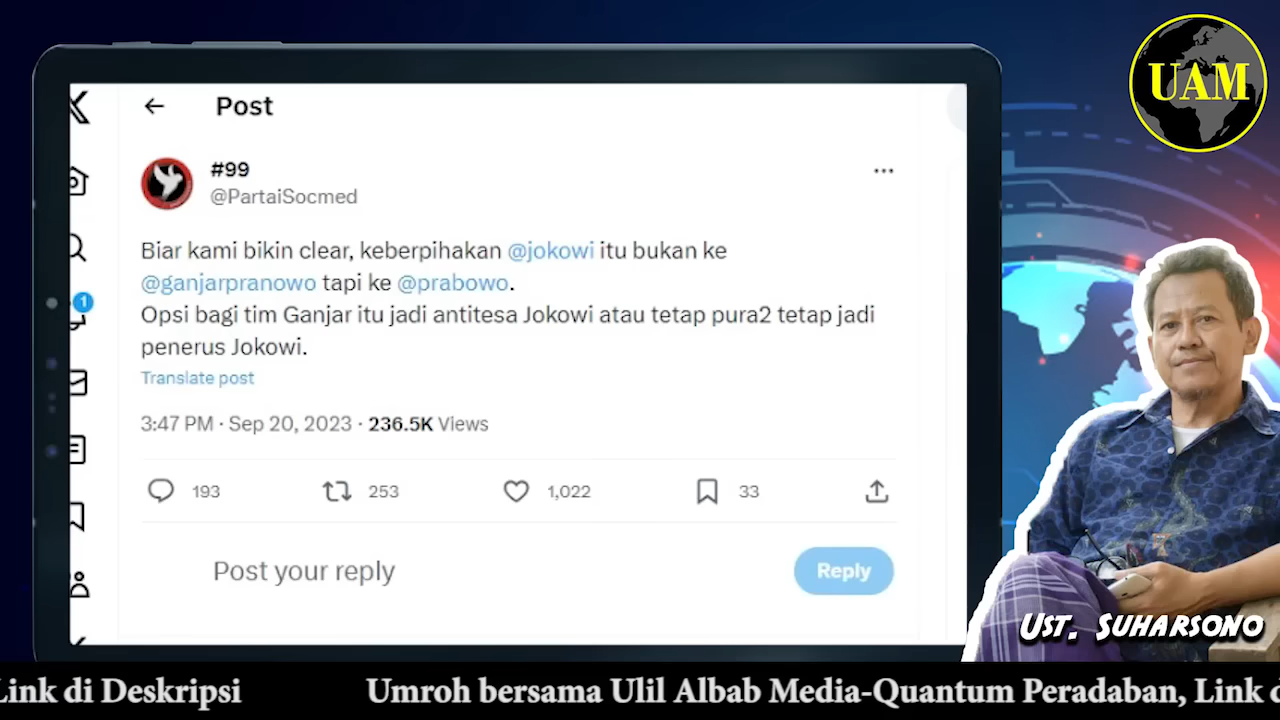 UAM
Post
#99
@PartaiSocmed
Biar kami bikin clear, keberpihakan @jokowi itu bukan ke
@ganjarpranowo tapi ke @prabowo.
Opsi bagi tim Ganjar itu jadi antitesa Jokowi atau tetap pura2 tetap jadi
penerus Jokowi.
Translate post
3:47 PM · Sep 20, 2023 · 236.5K Views
193 253 1,022 33
1
Post your reply
Reply
UST. SUHARSONO
Link di Deskripsi Umroh bersama Ulil Albab Media-Quantum Peradaban, Link d